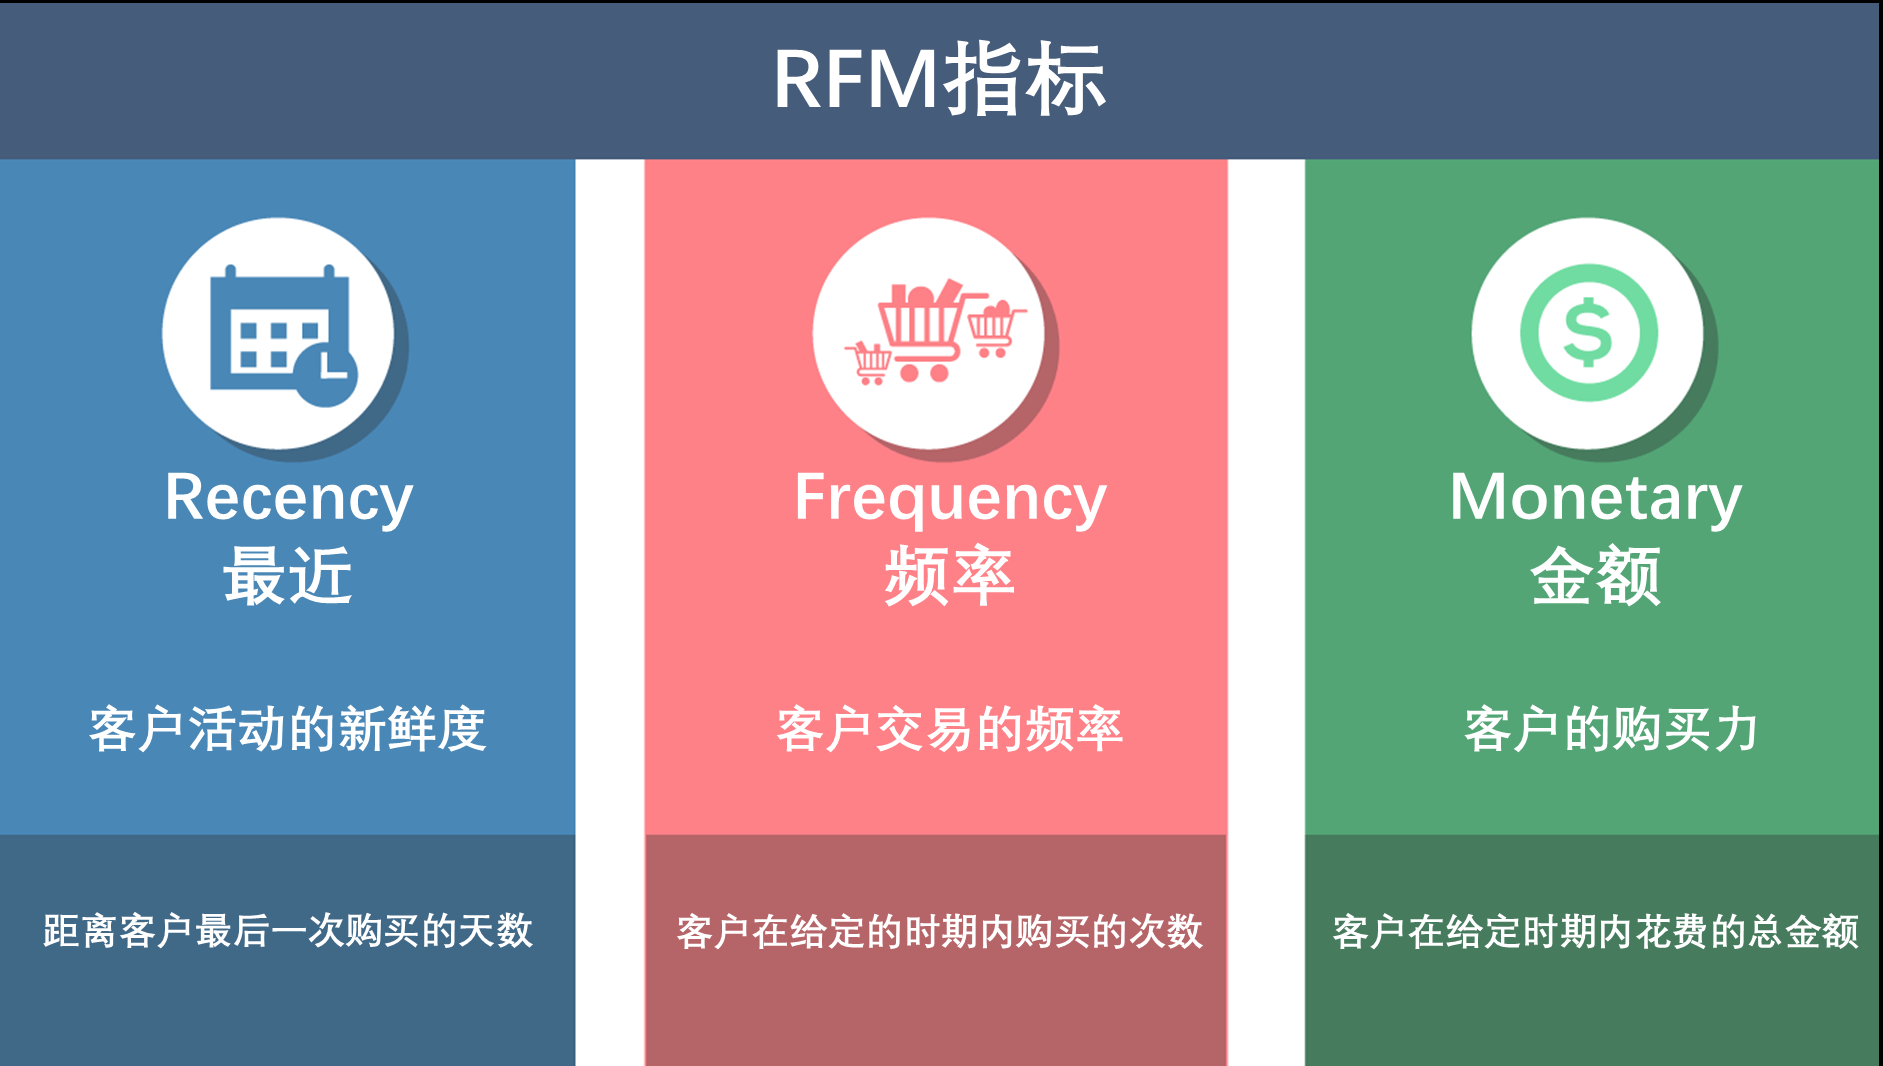 RFM指标
Recency
最近
客户活动的新鲜度
距离客户最后一次购买的天数
Frequency
频率
客户交易的频率
客户在给定的时期内购买的次数
Monetary
金额
客户的购买力
客户在给定时期内花费的总金额